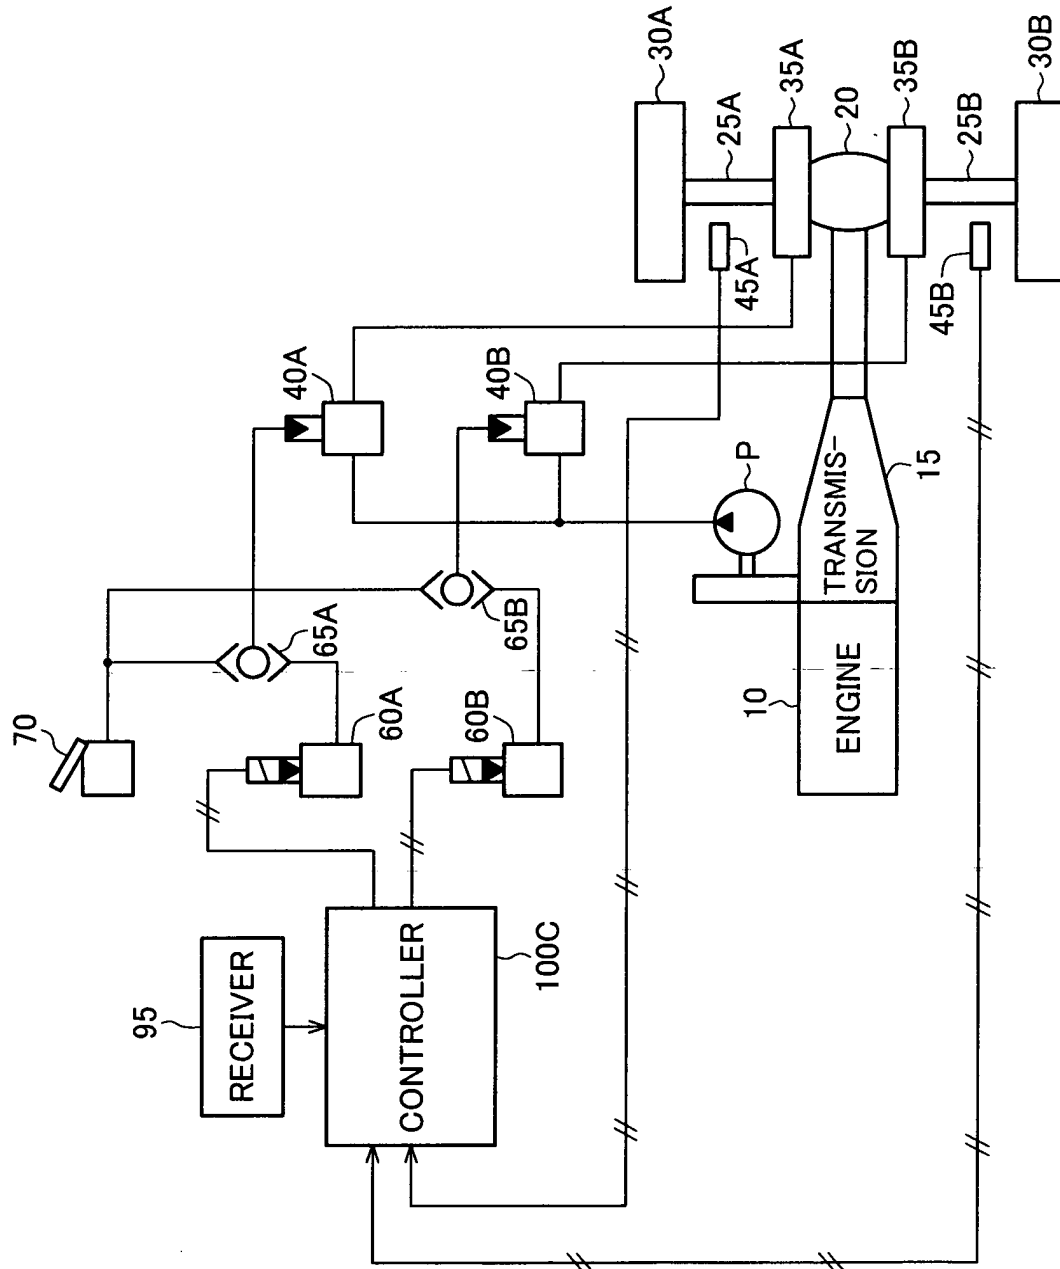 70
95
RECEIVER
CONTROLLER
100C
60A
60B
65A
65B
40A
40B
P
10
ENGINE
TRANSMIS-
SION
15
45A
45B
30A
25A
35A
20
35B
25B
30B